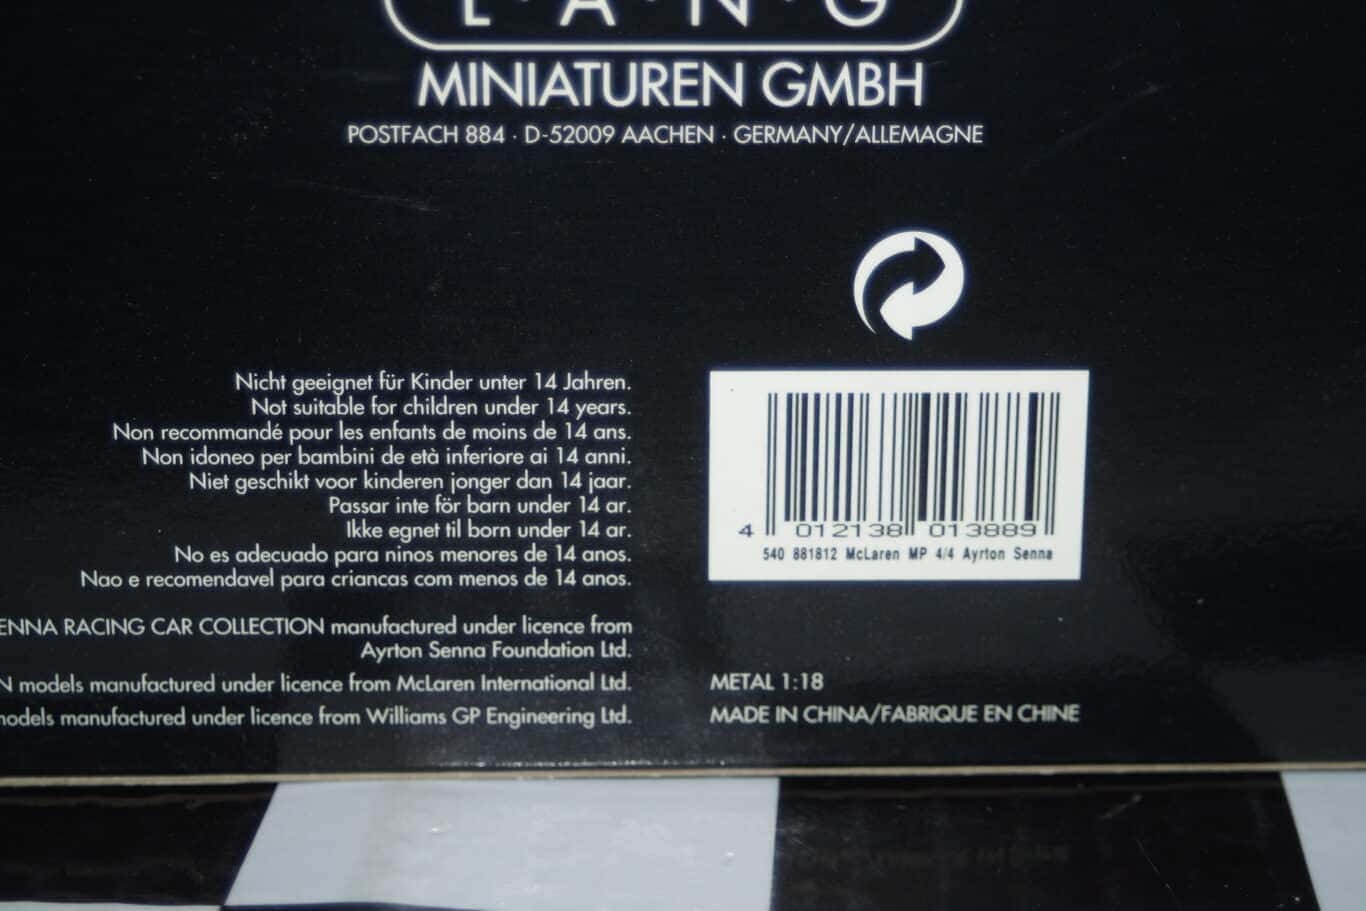 L·A·N·G
MINIATUREN GMBH
POSTFACH 884 · D-52009 AACHEN · GERMANY/ALLEMAGNE
Nicht geeignet für Kinder unter 14 Jahren.
Not suitable for children under 14 years.
Non recommandé pour les enfants de moins de 14 ans.
Non idoneo per bambini de età inferiore ai 14 anni.
Niet geschikt voor kinderen jonger dan 14 jaar.
Passar inte för barn under 14 ar.
Ikke egnet til born under 14 ar.
No es adecuado para ninos menores de 14 anos.
Nao e recomendavel para criancas com menos de 14 anos.
4 012138 013889
540 881812 McLaren MP 4/4 Ayrton Senna
ENNA RACING CAR COLLECTION manufactured under licence from
Ayrton Senna Foundation Ltd.
N models manufactured under licence from McLaren International Ltd.
models manufactured under licence from Williams GP Engineering Ltd.
METAL 1:18
MADE IN CHINA/FABRIQUE EN CHINE